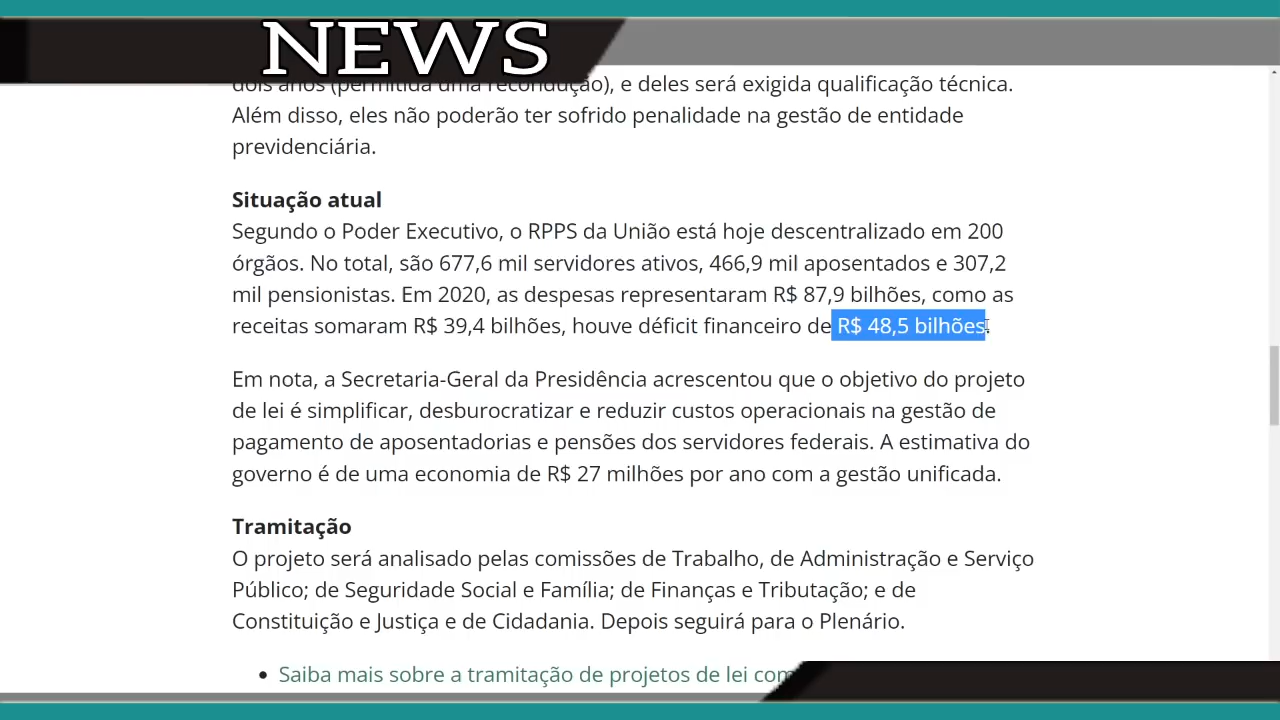 NEWS
dois anos (permitida uma recondução), e deles será exigida qualificação técnica.
Além disso, eles não poderão ter sofrido penalidade na gestão de entidade
previdenciária.
Situação atual
Segundo o Poder Executivo, o RPPS da União está hoje descentralizado em 200
órgãos. No total, são 677,6 mil servidores ativos, 466,9 mil aposentados e 307,2
mil pensionistas. Em 2020, as despesas representaram R$ 87,9 bilhões, como as
receitas somaram R$ 39,4 bilhões, houve déficit financeiro de R$ 48,5 bilhões.
Em nota, a Secretaria-Geral da Presidência acrescentou que o objetivo do projeto
de lei é simplificar, desburocratizar e reduzir custos operacionais na gestão de
pagamento de aposentadorias e pensões dos servidores federais. A estimativa do
governo é de uma economia de R$ 27 milhões por ano com a gestão unificada.
Tramitação
O projeto será analisado pelas comissões de Trabalho, de Administração e Serviço
Público; de Seguridade Social e Família; de Finanças e Tributação; e de
Constituição e Justiça e de Cidadania. Depois seguirá para o Plenário.
• Saiba mais sobre a tramitação de projetos de lei com